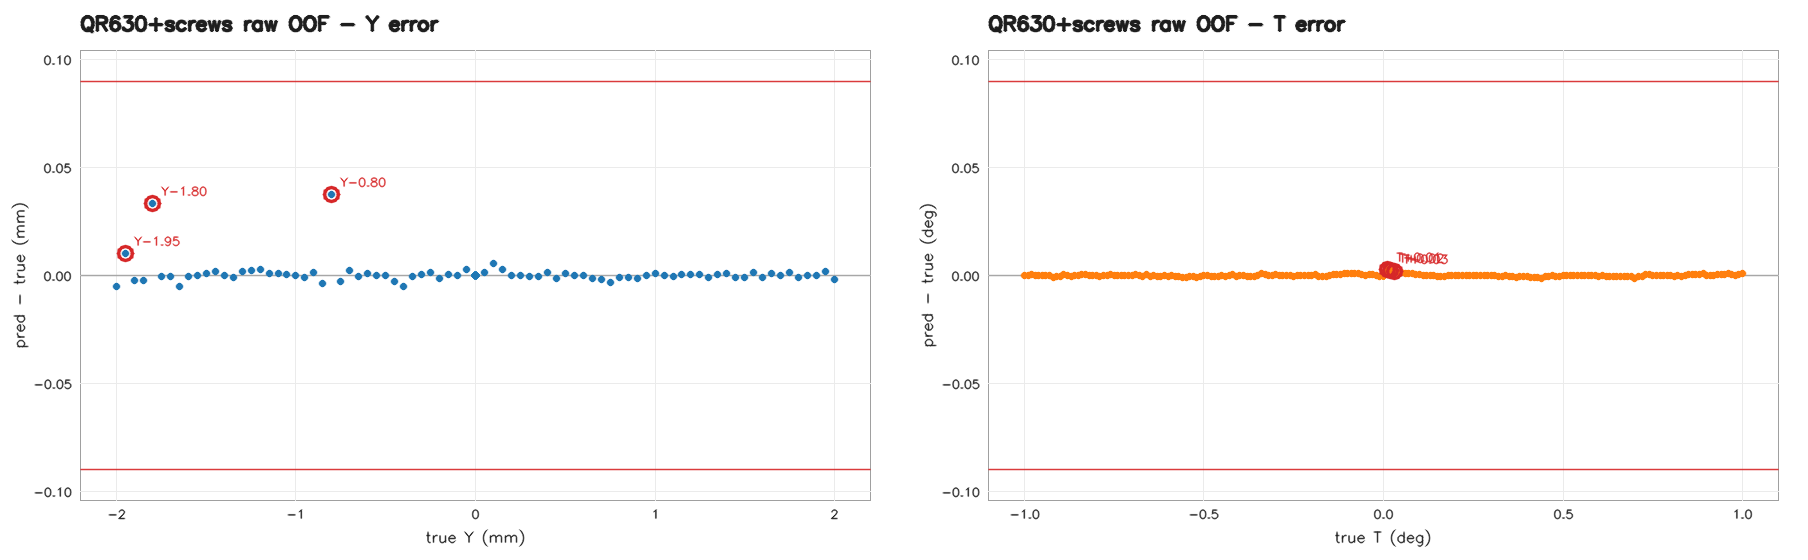 QR630+screws raw OOF – Y error
0.10
0.05
0.00
−0.05
−0.10
pred − true (mm)
Y−1.80
Y−0.80
Y−1.95
−2
−1
0
1
2
true Y (mm)
QR630+screws raw OOF – T error
0.10
0.05
0.00
−0.05
−0.10
pred − true (deg)
−1.0
−0.5
0.0
0.5
1.0
true T (deg)